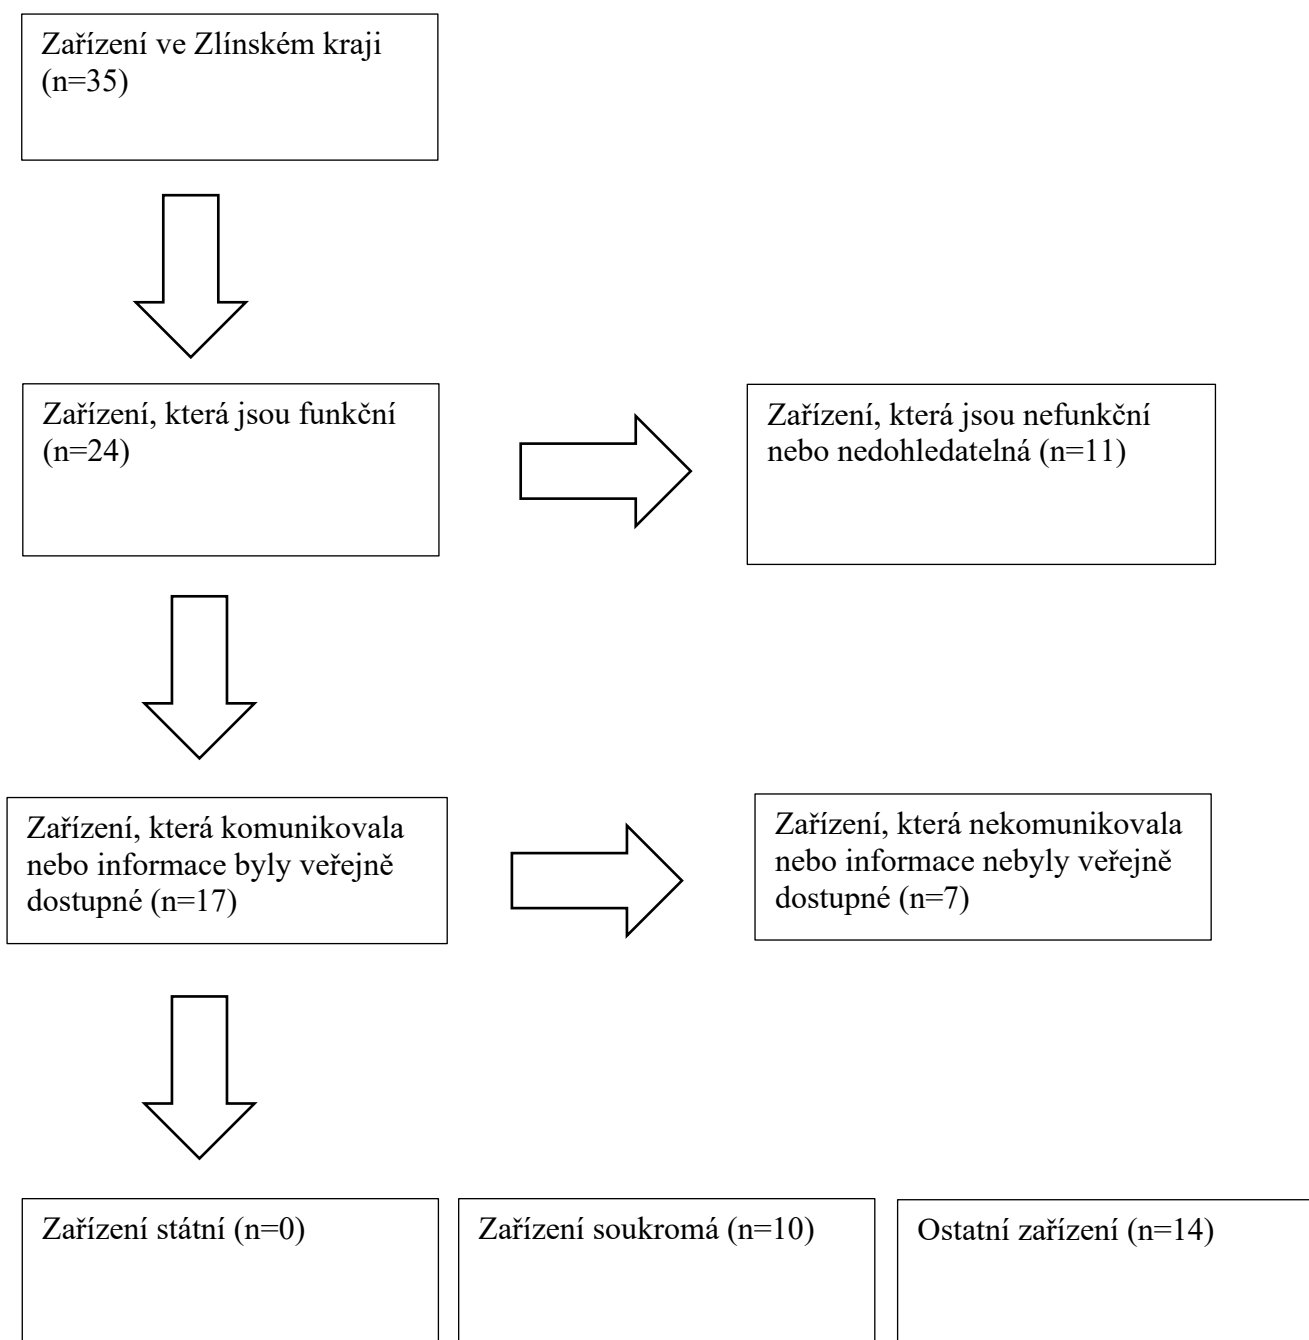 Zařízení ve Zlínském kraji
(n=35)
Zařízení, která jsou funkční
(n=24)
Zařízení, která jsou nefunkční
nebo nedohledatelná (n=11)
Zařízení, která komunikovala
nebo informace byly veřejně
dostupné (n=17)
Zařízení, která nekomunikovala
nebo informace nebyly veřejně
dostupné (n=7)
Zařízení státní (n=0)
Zařízení soukromá (n=10)
Ostatní zařízení (n=14)